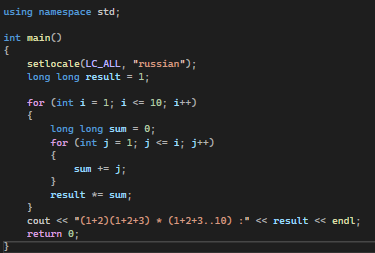 using namespace std;
int main()
{
setlocale(LC_ALL, "russian");
long long result = 1;
for (int i = 1; i <= 10; i++)
{
long long sum = 0;
for (int j = 1; j <= i; j++)
{
sum += j;
}
result *= sum;
}
cout << "(1+2)(1+2+3) * (1+2+3..10) :" << result << endl;
return 0;
}